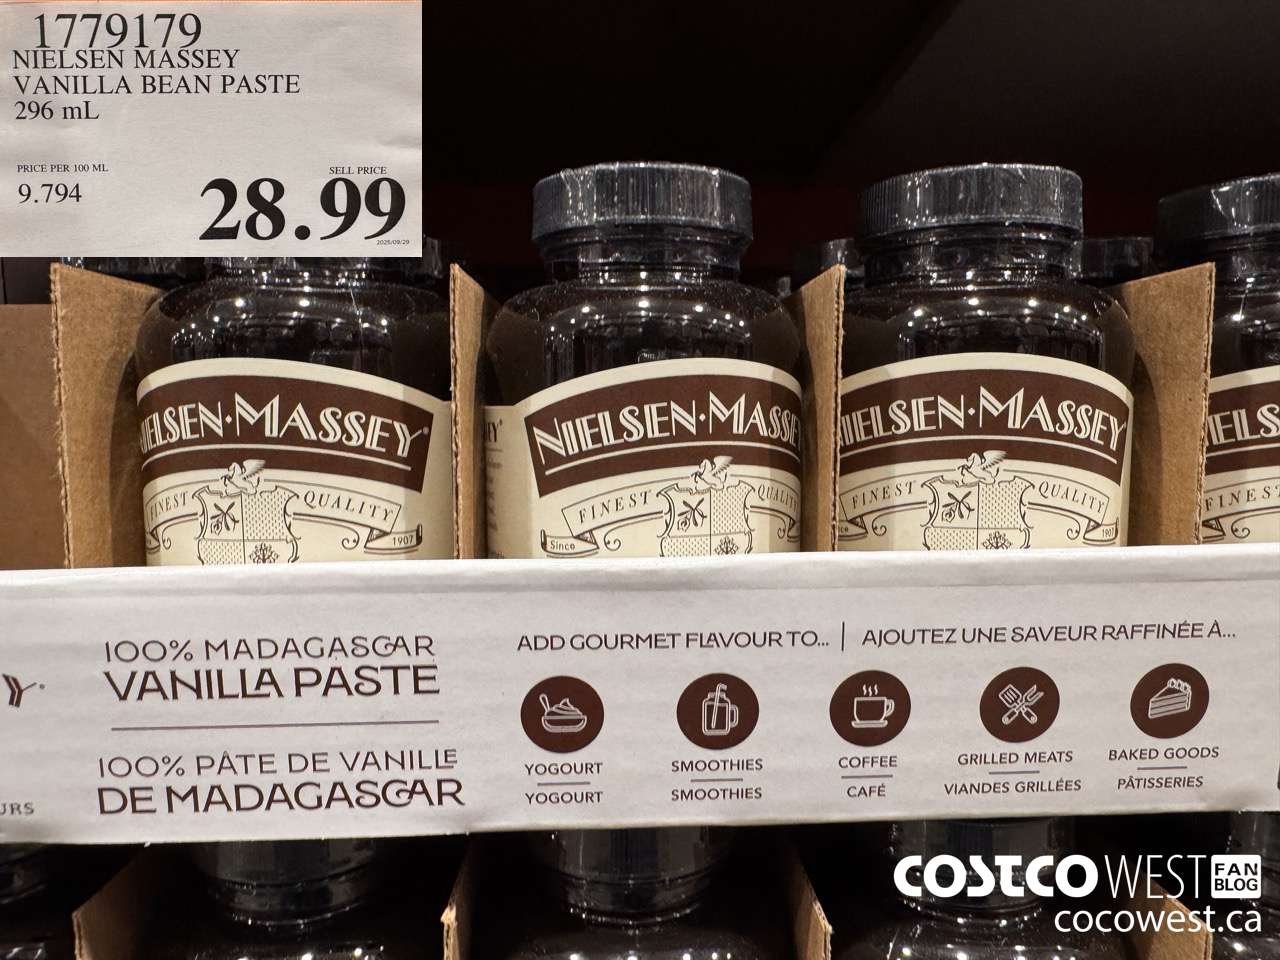 1779179
NIELSEN MASSEY
VANILLA BEAN PASTE
296 mL
PRICE PER 100 ML
9.794
SELL PRICE
28.99
2025/09/29
NIELSEN·MASSEY®
FINEST QUALITY
1907
NIELSEN·MASSEY
FINEST QUALITY
Since
NIELSEN·MASSEY
FINEST QUALITY
1907
IELS
FINEST
100% MADAGASCAR
VANILLA PASTE
100% PÂTE DE VANILLE
DE MADAGASCAR
URS
ADD GOURMET FLAVOUR TO... | AJOUTEZ UNE SAVEUR RAFFINÉE À...
YOGOURT
YOGOURT
SMOOTHIES
SMOOTHIES
COFFEE
CAFÉ
GRILLED MEATS
VIANDES GRILLÉES
BAKED GOODS
PÂTISSERIES
COSTCO WEST FAN BLOG
cocowest.ca